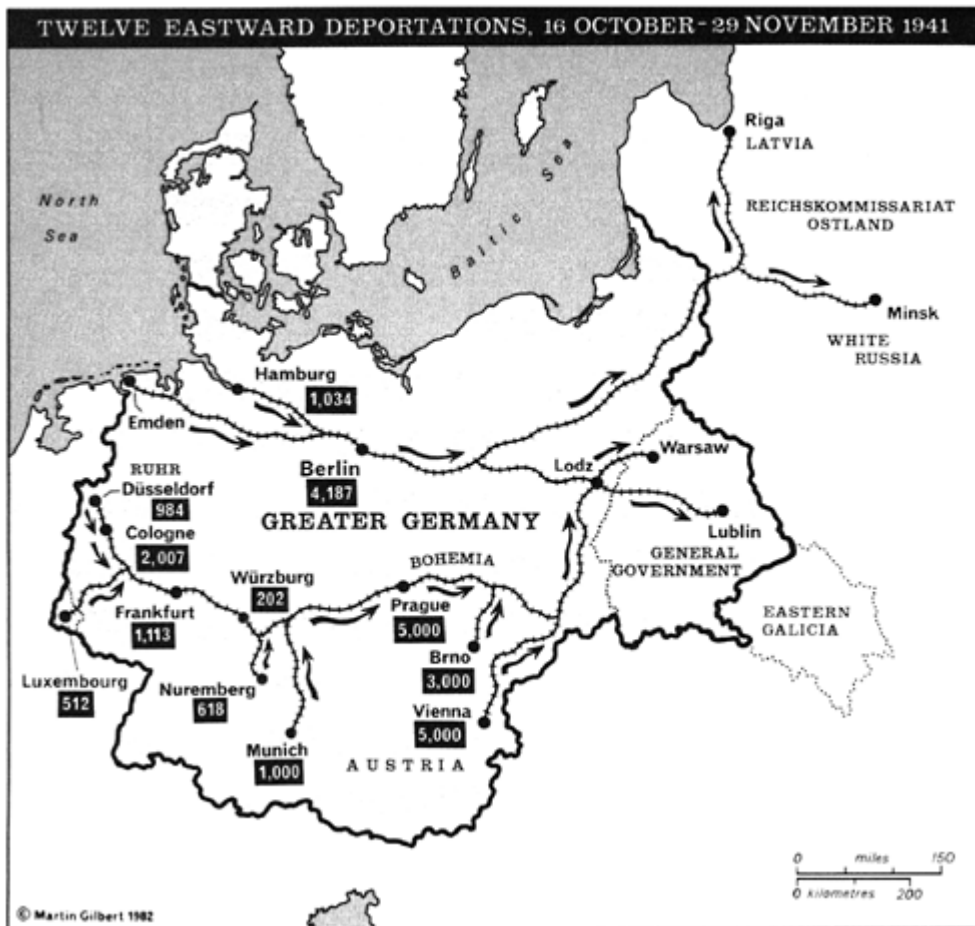 TWELVE EASTWARD DEPORTATIONS, 16 OCTOBER-29 NOVEMBER 1941
Riga
LATVIA
North
Sea
Baltic Sea
REICHSKOMMISSARIAT
OSTLAND
Minsk
WHITE
RUSSIA
Hamburg
1,034
Emden
Berlin
4,187
Lodz
Warsaw
RUHR
Düsseldorf
984
Cologne
2,007
GREATER GERMANY
Lublin
GENERAL
GOVERNMENT
BOHEMIA
Würzburg
202
Frankfurt
1,113
Prague
5,000
EASTERN
GALICIA
Luxembourg
512
Nuremberg
618
Brno
3,000
Vienna
5,000
Munich
1,000
AUSTRIA
0 miles 150
0 kilometres 200
© Martin Gilbert 1982